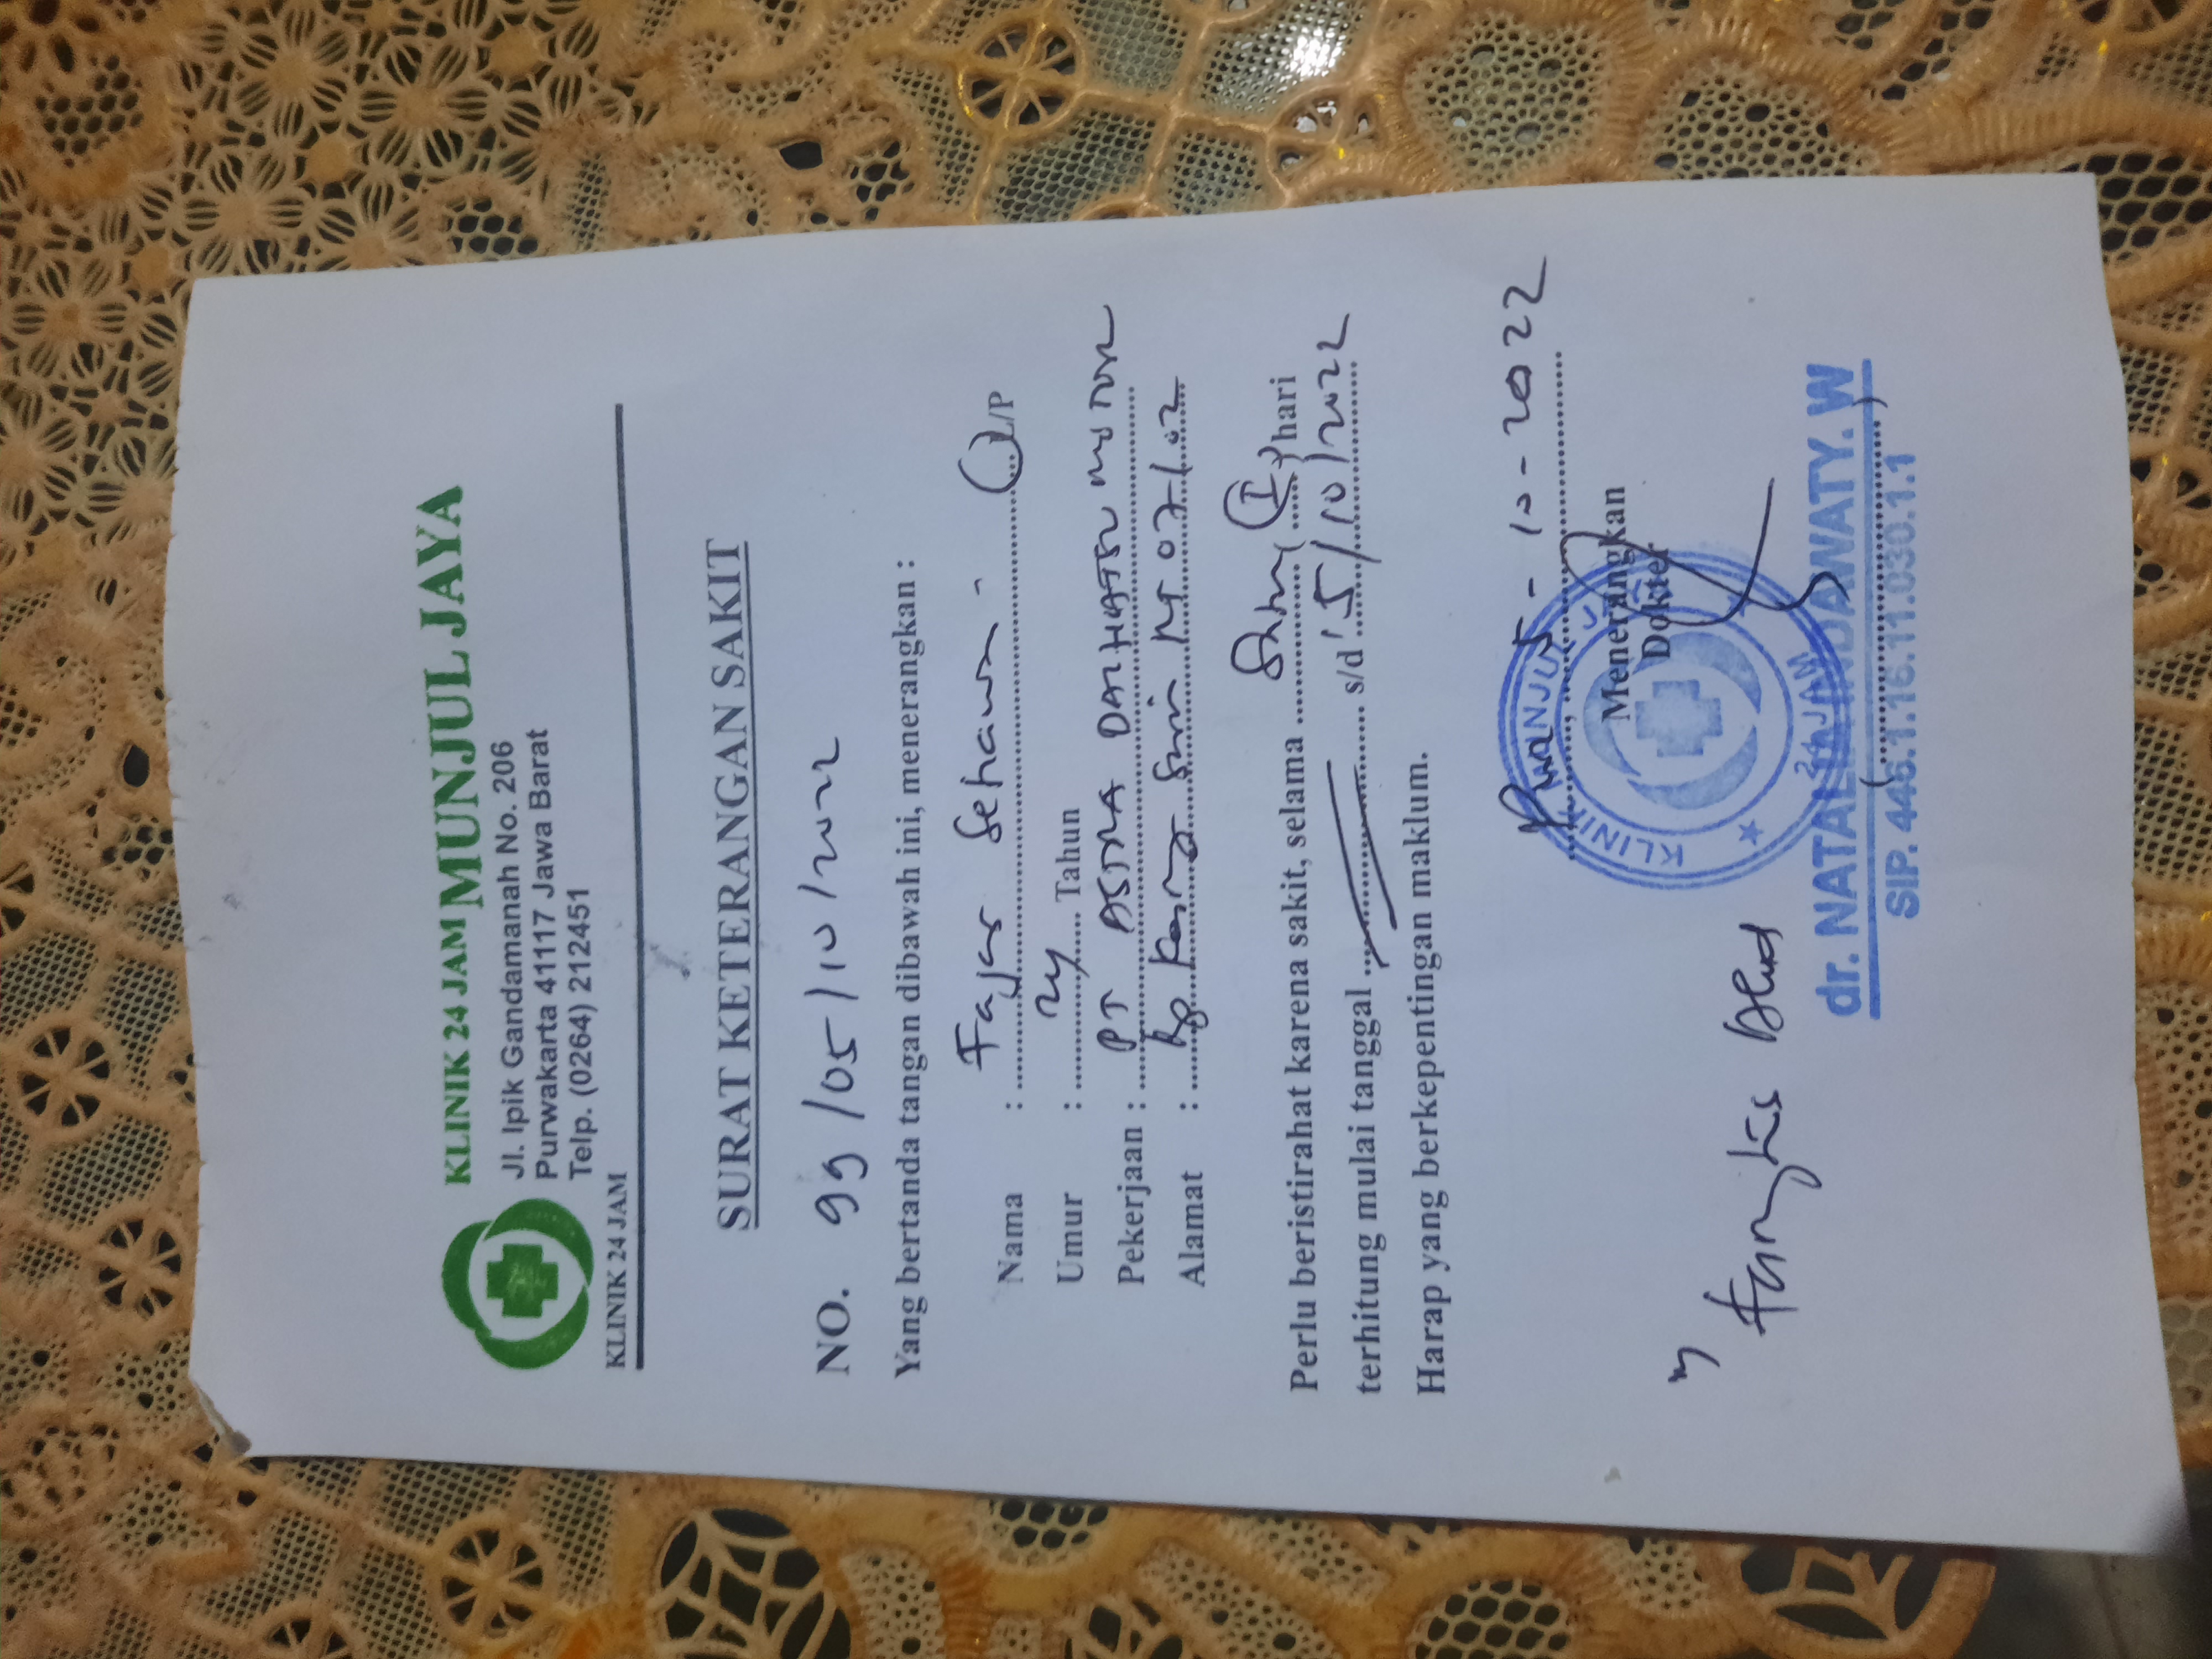 KLINIK 24 JAM MUNJUL JAYA
Jl. Ipik Gandamanah No. 206
Purwakarta 41117 Jawa Barat
Telp. (0264) 212451
KLINIK 24 JAM
SURAT KETERANGAN SAKIT
NO. 99/05/10/2022
Yang bertanda tangan dibawah ini, menerangkan :
Nama : Fajar Setiawan L/P
Umur : 24 Tahun
Pekerjaan : PT ASTRA DAIHATSU MOTOR
Alamat : Kp RT 07/02
Perlu beristirahat karena sakit, selama Satu (I) hari
terhitung mulai tanggal s/d 5/10/2022
Harap yang berkepentingan maklum.
Pwk, 5-10-2022
KLINIK MUNJUL JAYA
Menerangkan
Dokter
24 JAM
dr. NATALIA INDAWATY. W
(..............................)
SIP. 446.1.16.11.030.1.1